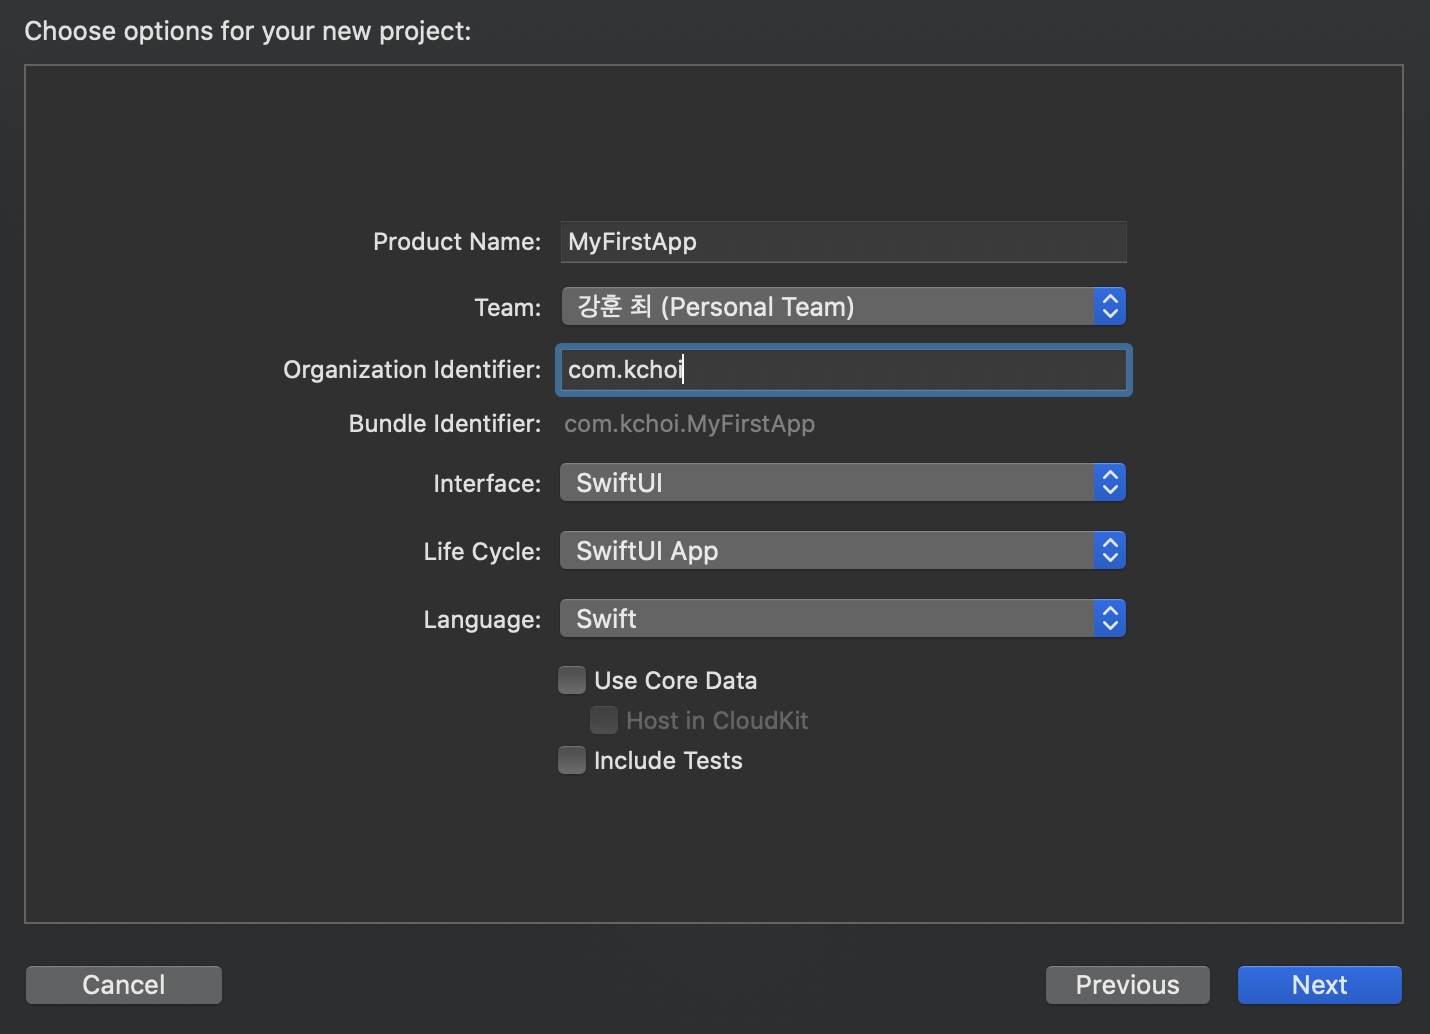 Choose options for your new project:
Product Name: MyFirstApp
Team: 강훈 최 (Personal Team)
Organization Identifier: com.kchoi
Bundle Identifier: com.kchoi.MyFirstApp
Interface: SwiftUI
Life Cycle: SwiftUI App
Language: Swift
Use Core Data
Host in CloudKit
Include Tests
Cancel Previous Next